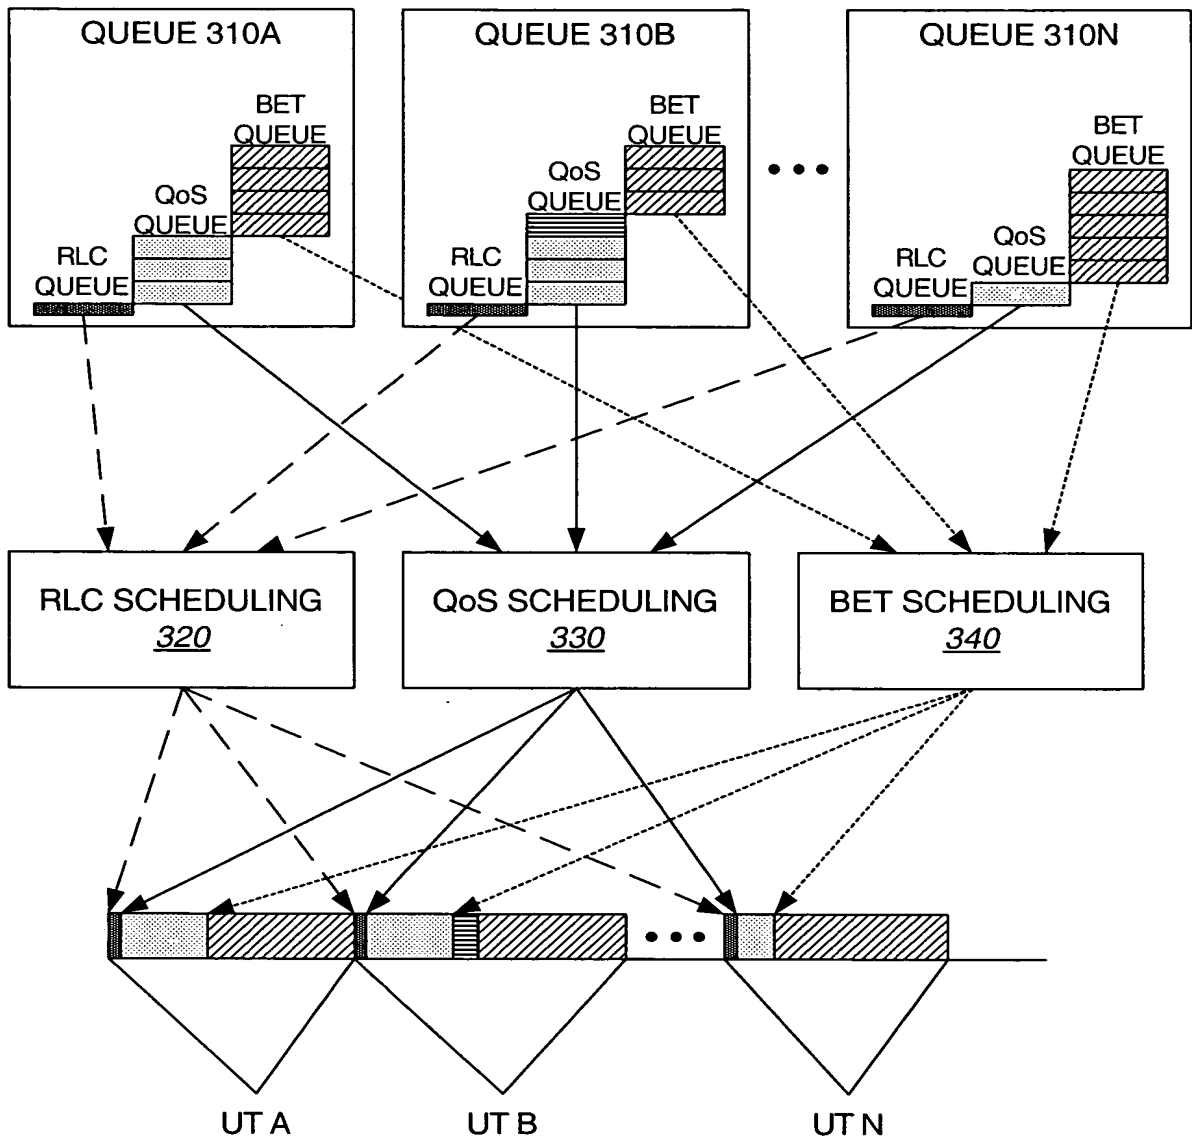 QUEUE 310A
QUEUE 310B
QUEUE 310N
BET
QUEUE
QoS
QUEUE
RLC
QUEUE
BET
QUEUE
QoS
QUEUE
RLC
QUEUE
BET
QUEUE
QoS
QUEUE
RLC
QUEUE
RLC SCHEDULING
320
QoS SCHEDULING
330
BET SCHEDULING
340
UT A
UT B
UT N